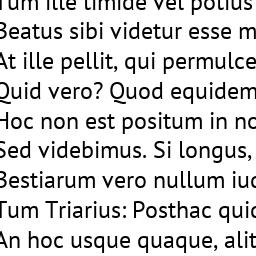 Tum ille timide vel potius
Beatus sibi videtur esse m
At ille pellit, qui permulce
Quid vero? Quod equidem
Hoc non est positum in no
Sed videbimus. Si longus,
Bestiarum vero nullum iud
Tum Triarius: Posthac quid
An hoc usque quaque, alit